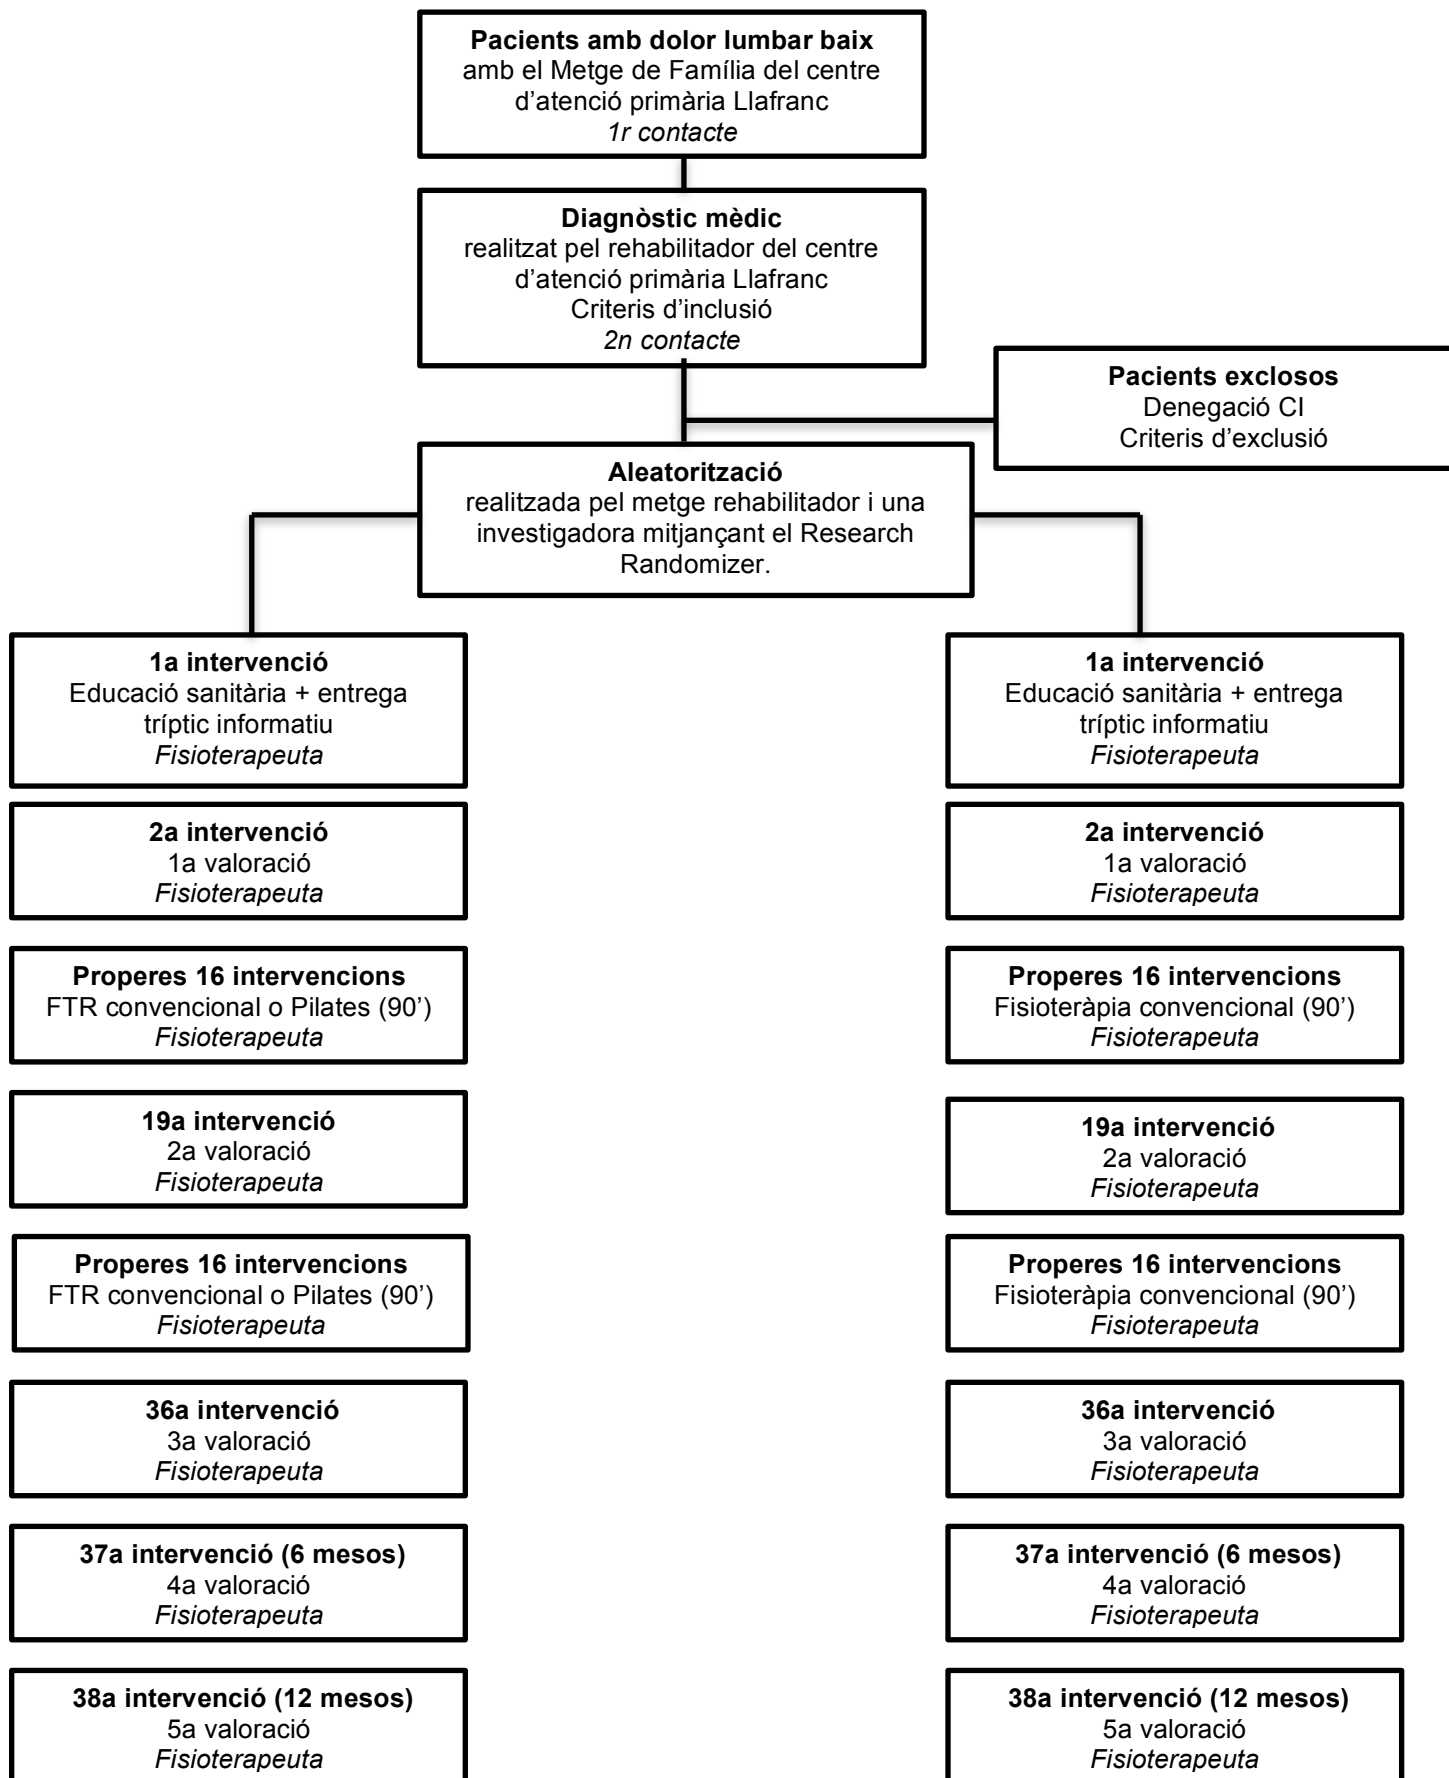 Pacients amb dolor lumbar baix
amb el Metge de Família del centre
d’atenció primària Llafranc
1r contacte
Diagnòstic mèdic
realitzat pel rehabilitador del centre
d’atenció primària Llafranc
Criteris d’inclusió
2n contacte
Pacients exclosos
Denegació CI
Criteris d’exclusió
Aleatorització
realitzada pel metge rehabilitador i una
investigadora mitjançant el Research
Randomizer.
1a intervenció
Educació sanitària + entrega
tríptic informatiu
Fisioterapeuta
2a intervenció
1a valoració
Fisioterapeuta
Properes 16 intervencions
FTR convencional o Pilates (90’)
Fisioterapeuta
19a intervenció
2a valoració
Fisioterapeuta
Properes 16 intervencions
FTR convencional o Pilates (90’)
Fisioterapeuta
36a intervenció
3a valoració
Fisioterapeuta
37a intervenció (6 mesos)
4a valoració
Fisioterapeuta
38a intervenció (12 mesos)
5a valoració
Fisioterapeuta
1a intervenció
Educació sanitària + entrega
tríptic informatiu
Fisioterapeuta
2a intervenció
1a valoració
Fisioterapeuta
Properes 16 intervencions
Fisioteràpia convencional (90’)
Fisioterapeuta
19a intervenció
2a valoració
Fisioterapeuta
Properes 16 intervencions
Fisioteràpia convencional (90’)
Fisioterapeuta
36a intervenció
3a valoració
Fisioterapeuta
37a intervenció (6 mesos)
4a valoració
Fisioterapeuta
38a intervenció (12 mesos)
5a valoració
Fisioterapeuta